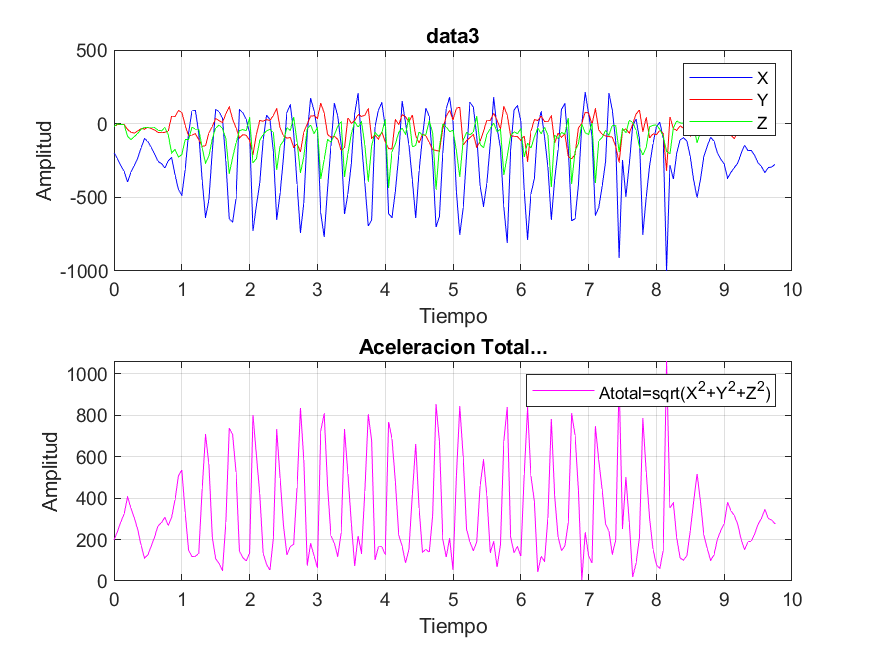 data3
500
0
-500
-1000
Amplitud
X
Y
Z
0 1 2 3 4 5 6 7 8 9 10
Tiempo
Aceleracion Total...
1000
800
600
400
200
0
Amplitud
Atotal=sqrt(X²+Y²+Z²)
0 1 2 3 4 5 6 7 8 9 10
Tiempo